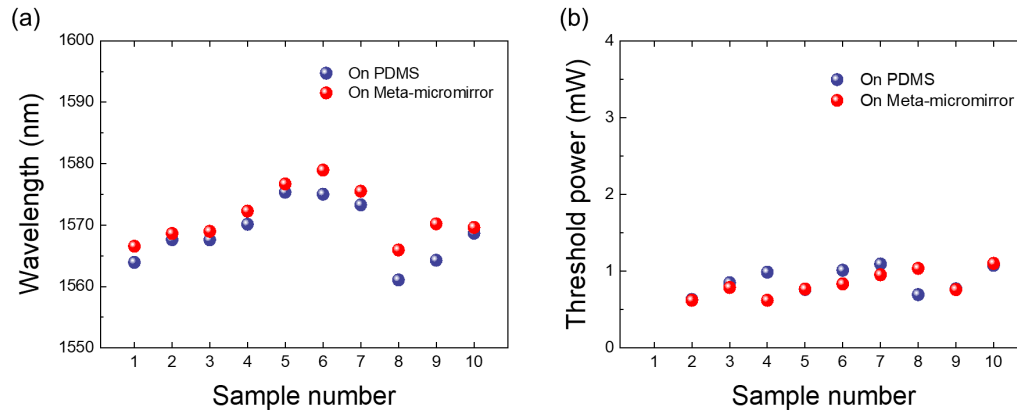 (a)
1600
1590
1580
1570
1560
1550
Wavelength (nm)
On PDMS
On Meta-micromirror
1 2 3 4 5 6 7 8 9 10
Sample number
(b)
4
3
2
1
0
Threshold power (mW)
On PDMS
On Meta-micromirror
1 2 3 4 5 6 7 8 9 10
Sample number